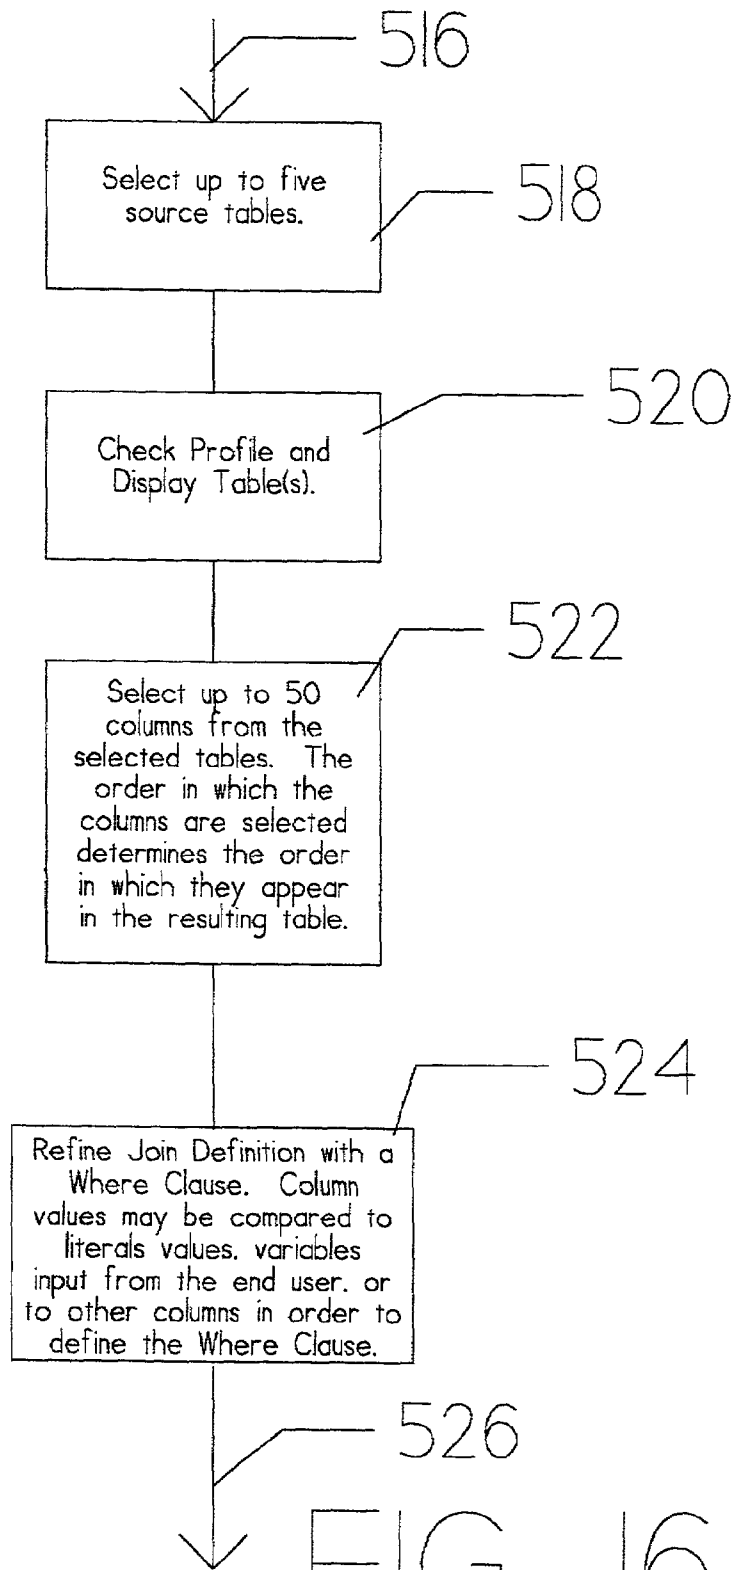 516
Select up to five
source tables.
518
520
Check Profile and
Display Table(s).
522
Select up to 50
columns from the
selected tables. The
order in which the
columns are selected
determines the order
in which they appear
in the resulting table.
524
Refine Join Definition with a
Where Clause. Column
values may be compared to
literals values, variables
input from the end user, or
to other columns in order to
define the Where Clause.
526
FIG. 16